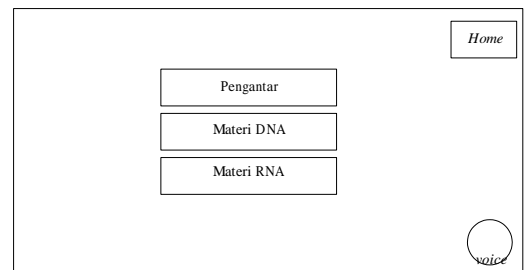 Home
Pengantar
Materi DNA
Materi RNA
voice